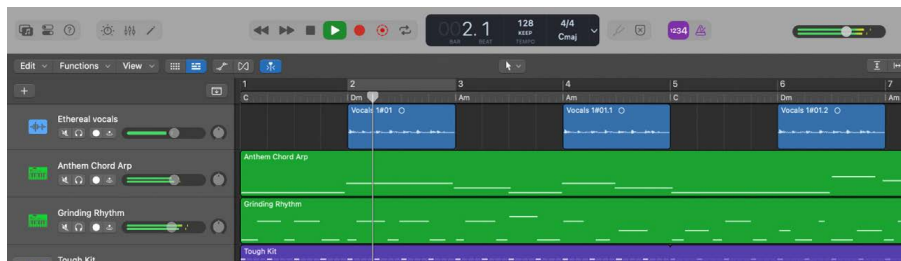 002.1
BAR
BEAT
128
KEEP
TEMPO
4/4
Cmaj
1234
Edit
Functions
View
1
2
3
4
5
6
7
C
Dm
Am
Am
C
Dm
Am
Ethereal vocals
Vocals 1#01
Vocals 1#01.1
Vocals 1#01.2
Anthem Chord Arp
Anthem Chord Arp
Grinding Rhythm
Grinding Rhythm
Tough Kit
Tough Kit